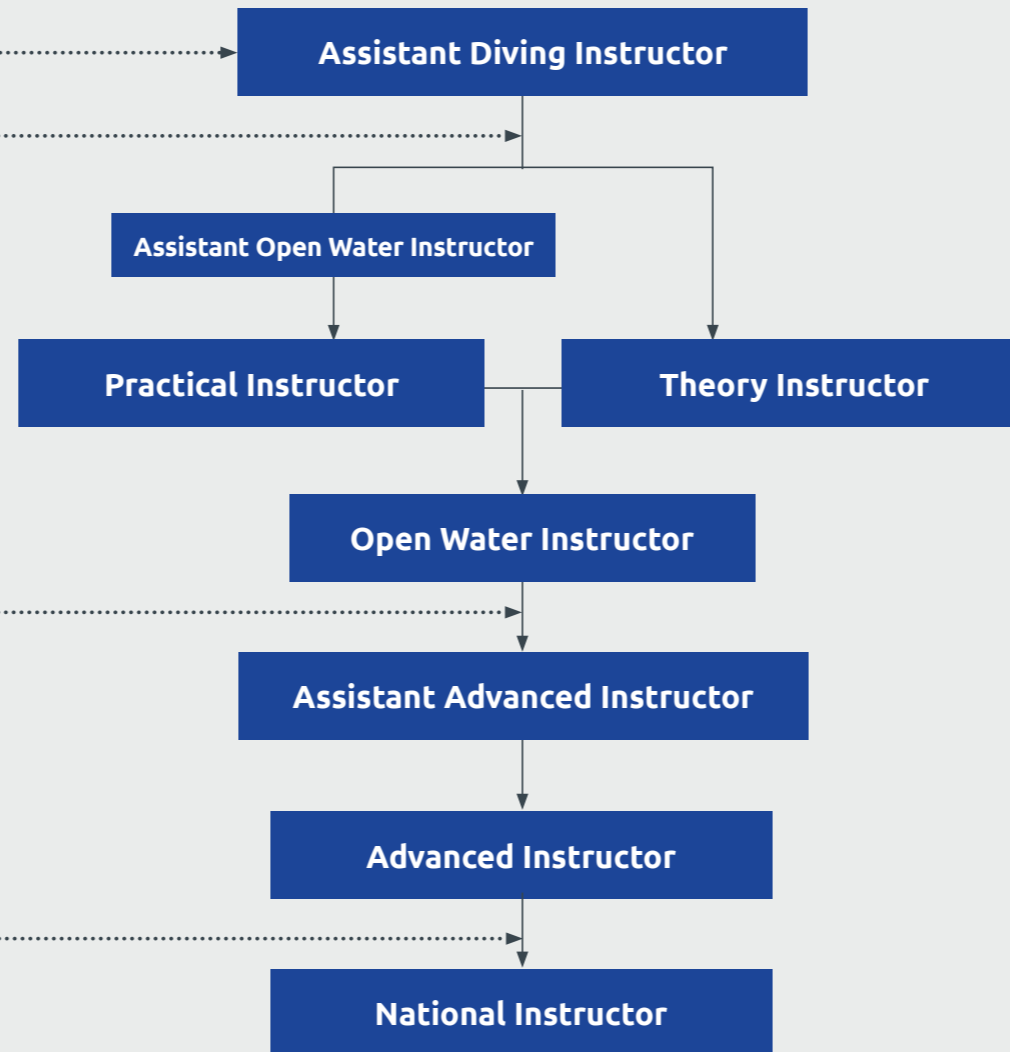 Assistant Diving Instructor
Assistant Open Water Instructor
Practical Instructor
Theory Instructor
Open Water Instructor
Assistant Advanced Instructor
Advanced Instructor
National Instructor